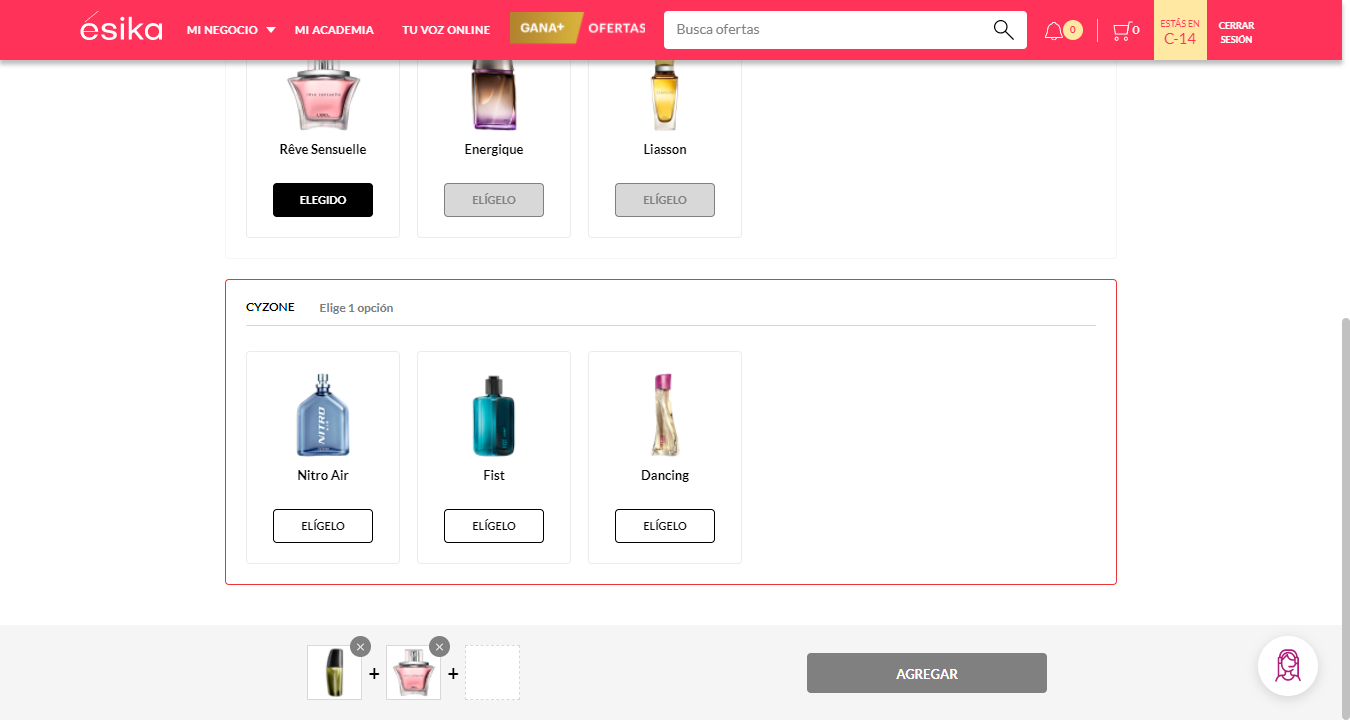 ésika
MI NEGOCIO
MI ACADEMIA
TU VOZ ONLINE
GANA+ OFERTAS
Busca ofertas
0
0
ESTÁS EN
C-14
CERRAR
SESIÓN
Rêve Sensuelle
Energique
Liasson
ELEGIDO
ELÍGELO
ELÍGELO
CYZONE
Elige 1 opción
NITRO
Nitro Air
Fist
Dancing
ELÍGELO
ELÍGELO
ELÍGELO
+
+
AGREGAR